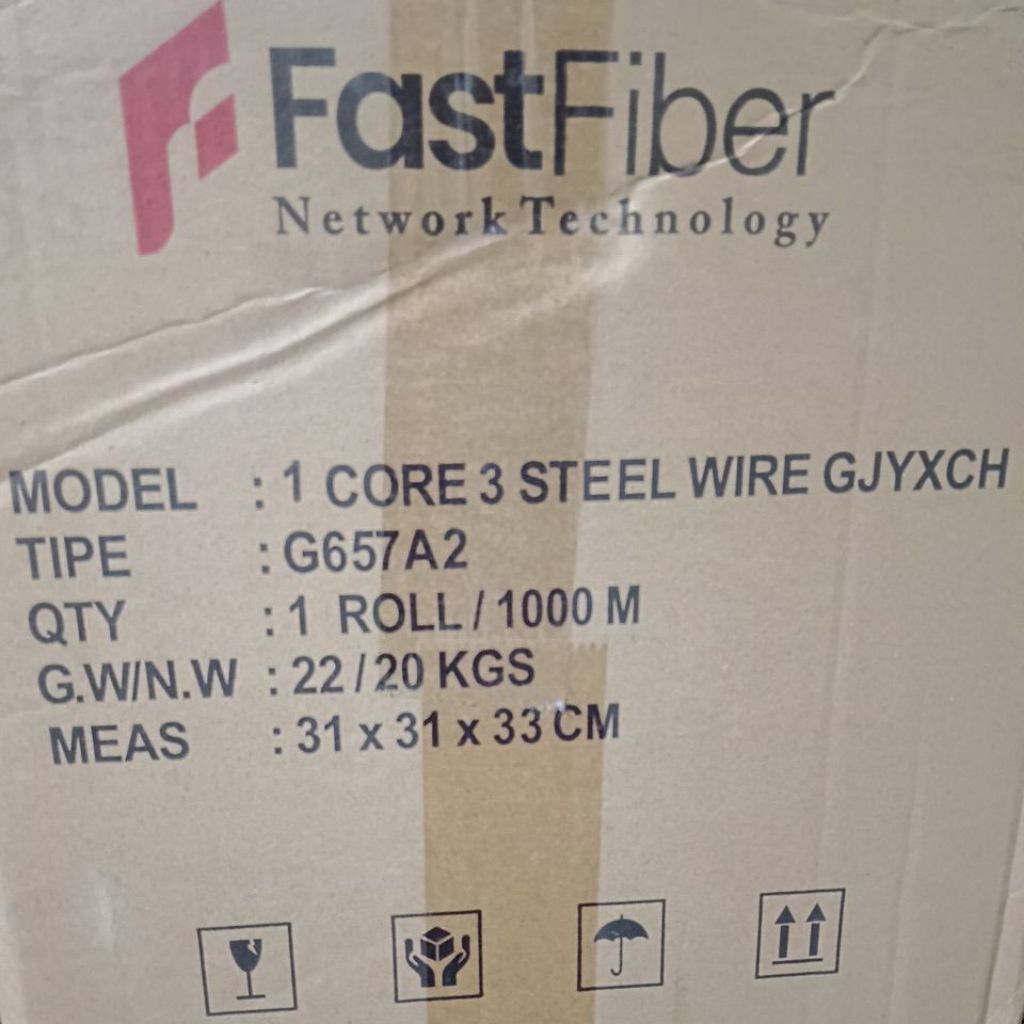 FastFiber
Network Technology
MODEL : 1 CORE 3 STEEL WIRE GJYXCH
TIPE : G657A2
QTY : 1 ROLL / 1000 M
G.W/N.W : 22 / 20 KGS
MEAS : 31 x 31 x 33 CM